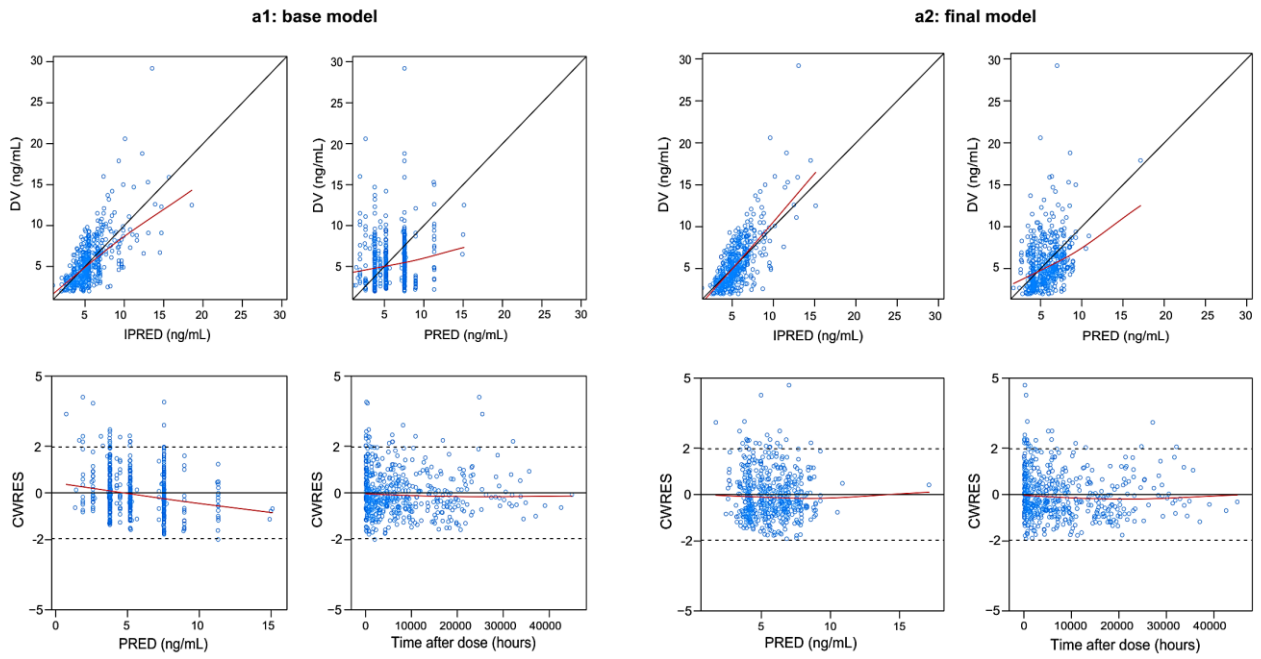 a1: base model
a2: final model
30
25
20
15
10
5
DV (ng/mL)
5 10 15 20 25 30
IPRED (ng/mL)
30
25
20
15
10
5
DV (ng/mL)
5 10 15 20 25 30
PRED (ng/mL)
30
25
20
15
10
5
DV (ng/mL)
5 10 15 20 25 30
IPRED (ng/mL)
30
25
20
15
10
5
DV (ng/mL)
5 10 15 20 25 30
PRED (ng/mL)
5
2
0
-2
−5
CWRES
0 5 10 15
PRED (ng/mL)
5
2
0
-2
−5
CWRES
0 10000 20000 30000 40000
Time after dose (hours)
5
2
0
-2
−5
CWRES
5 10 15
PRED (ng/mL)
5
2
0
-2
−5
CWRES
0 10000 20000 30000 40000
Time after dose (hours)